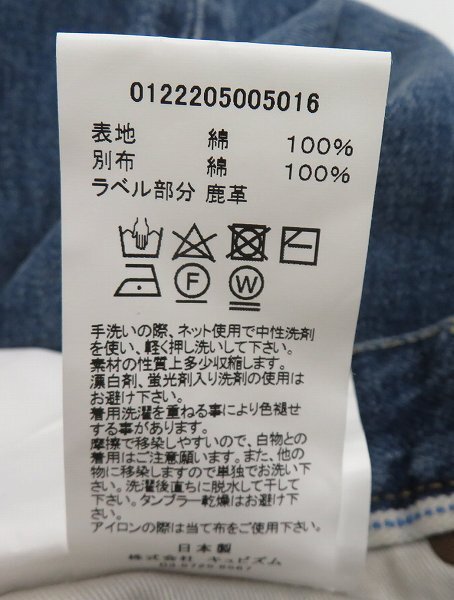 0122205005016
表地 綿 100%
別布 綿 100%
ラベル部分 鹿革
F W
手洗いの際、ネット使用で中性洗剤
を使い、軽く押し洗いして下さい。
素材の性質上多少収縮します。
漂白剤、蛍光剤入り洗剤の使用は
お避け下さい。
着用洗濯を重ねる事により色褪せ
する事があります。
摩擦で移染しやすいので、白物との
着用はご注意願います。また、他の
物に移染しますので単独でお洗い下
さい。洗濯後直ちに脱水して干して
下さい。タンブラー乾燥はお避け下
さい。
アイロンの際は当て布をご使用下さい。
日本製
株式会社 キュビズム